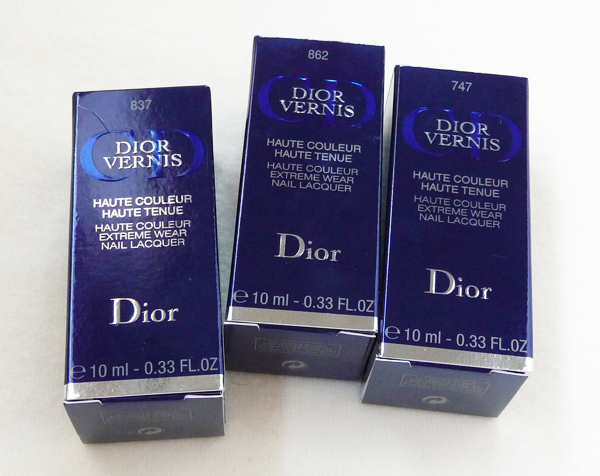 837
DIOR
VERNIS
HAUTE COULEUR
HAUTE TENUE
HAUTE COULEUR
EXTREME WEAR
NAIL LACQUER
Dior
℮ 10 ml - 0.33 FL.OZ
862
DIOR
VERNIS
HAUTE COULEUR
HAUTE TENUE
HAUTE COULEUR
EXTREME WEAR
NAIL LACQUER
Dior
℮ 10 ml - 0.33 FL.OZ
747
DIOR
VERNIS
HAUTE COULEUR
HAUTE TENUE
HAUTE COULEUR
EXTREME WEAR
NAIL LACQUER
Dior
℮ 10 ml - 0.33 FL.OZ